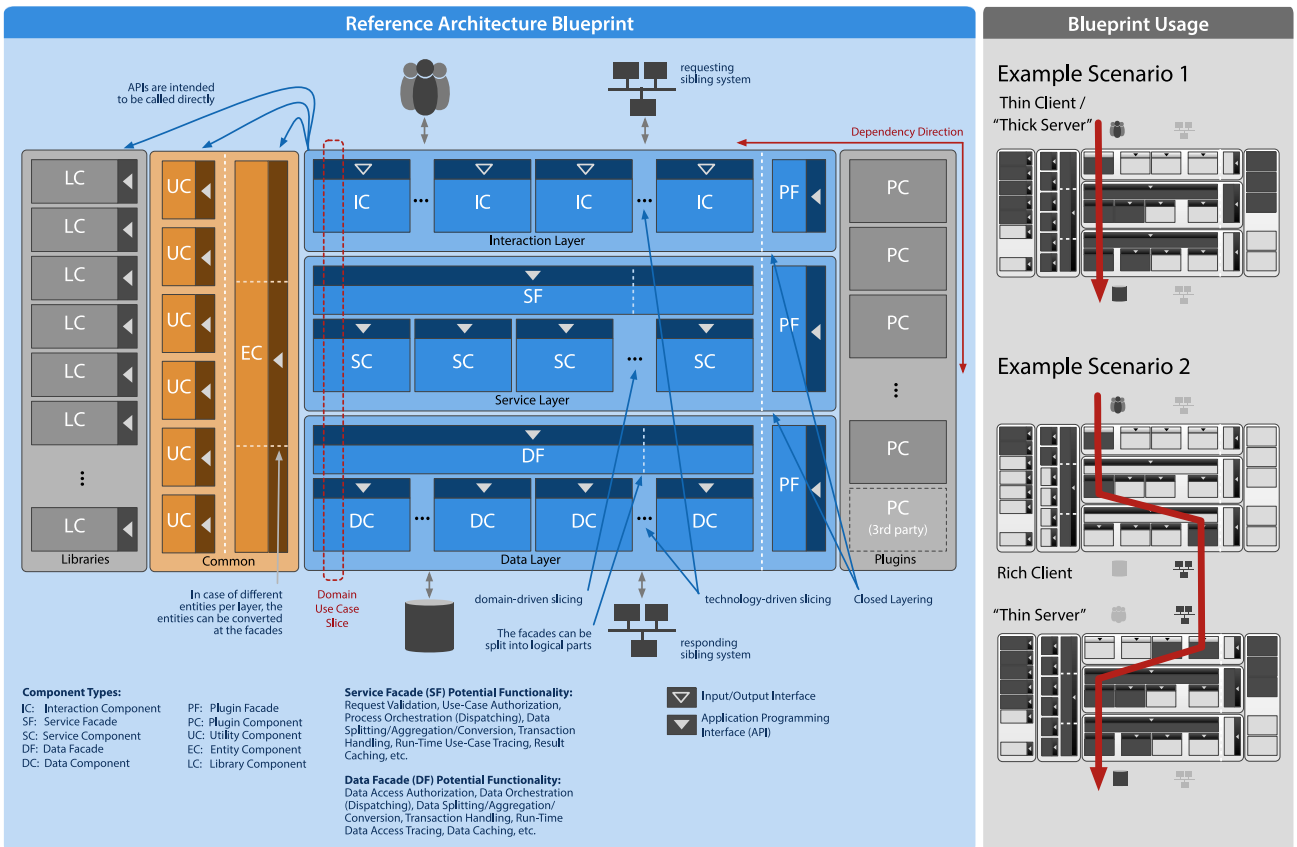 Reference Architecture Blueprint
APIs are intended
to be called directly
requesting
sibling system
Dependency Direction
LC
LC
LC
LC
LC
LC
⋮
LC
Libraries
UC
UC
UC
UC
UC
UC
EC
Common
IC
...
IC
IC
...
IC
PF
Interaction Layer
SF
SC
SC
SC
...
SC
PF
Service Layer
DF
DC
...
DC
DC
...
DC
PF
Data Layer
PC
PC
PC
⋮
PC
PC
(3rd party)
Plugins
In case of different
entities per layer, the
entities can be converted
at the facades
Domain
Use Case
Slice
domain-driven slicing
The facades can be
split into logical parts
technology-driven slicing
Closed Layering
responding
sibling system
Component Types:
IC: Interaction Component
SF: Service Facade
SC: Service Component
DF: Data Facade
DC: Data Component
PF: Plugin Facade
PC: Plugin Component
UC: Utility Component
EC: Entity Component
LC: Library Component
Service Facade (SF) Potential Functionality:
Request Validation, Use-Case Authorization,
Process Orchestration (Dispatching), Data
Splitting/Aggregation/Conversion, Transaction
Handling, Run-Time Use-Case Tracing, Result
Caching, etc.
Data Facade (DF) Potential Functionality:
Data Access Authorization, Data Orchestration
(Dispatching), Data Splitting/Aggregation/
Conversion, Transaction Handling, Run-Time
Data Access Tracing, Data Caching, etc.
Input/Output Interface
Application Programming
Interface (API)
Blueprint Usage
Example Scenario 1
Thin Client /
"Thick Server"
Example Scenario 2
Rich Client
"Thin Server"